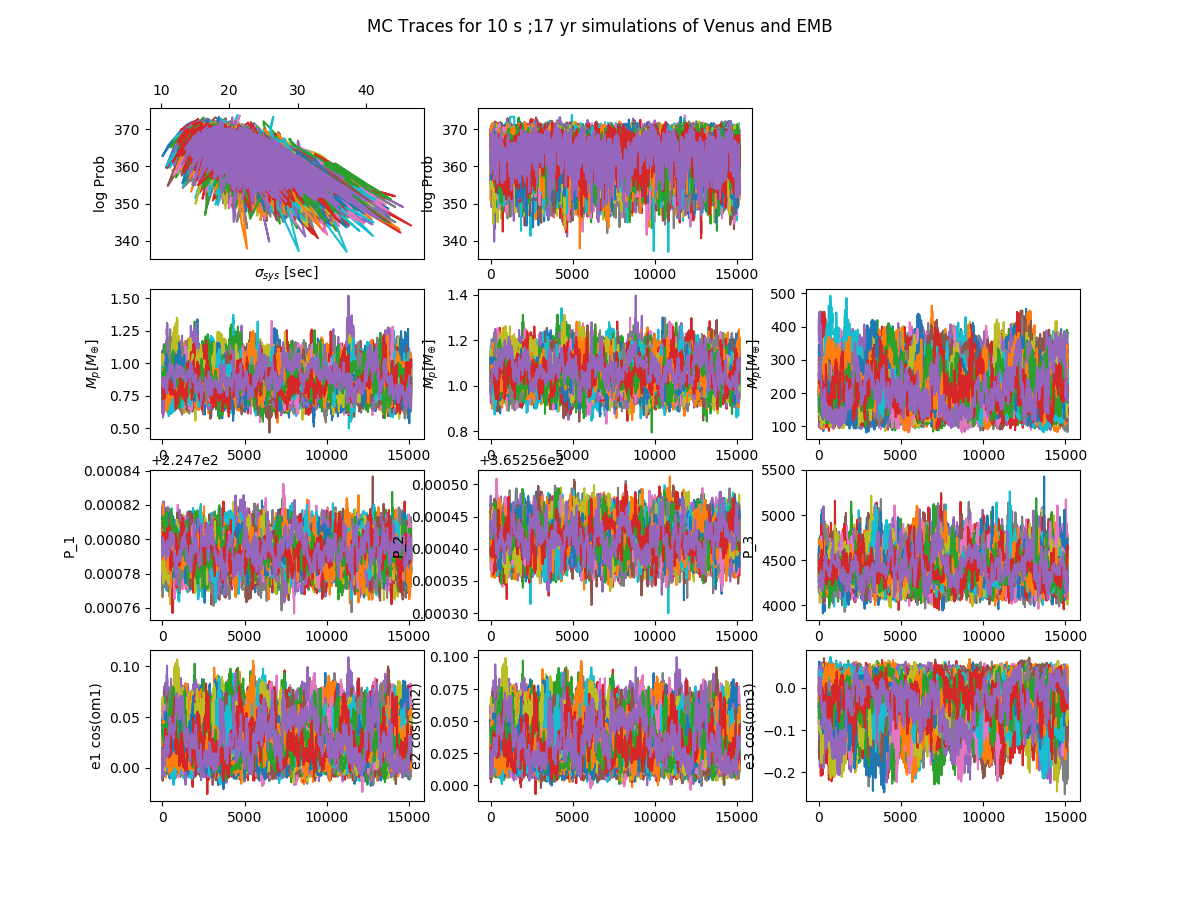 MC Traces for 10 s ;17 yr simulations of Venus and EMB
10 20 30 40
370
360
350
340
log Prob
σ_sys [sec]
370
360
350
340
log Prob
0 5000 10000 15000
1.50
1.25
1.00
0.75
0.50
M_p[M_⊕]
0 5000 10000 15000
1.4
1.2
1.0
0.8
M_p[M_⊕]
0 5000 10000 15000
500
400
300
200
100
M_p[M_⊕]
0 5000 10000 15000
+2.247e2
0.00084
0.00082
0.00080
0.00078
0.00076
P_1
0 5000 10000 15000
+3.65256e2
0.00050
0.00045
0.00040
0.00035
0.00030
P_2
0 5000 10000 15000
5500
5000
4500
4000
P_3
0 5000 10000 15000
0.10
0.05
0.00
e1 cos(om1)
0 5000 10000 15000
0.100
0.075
0.050
0.025
0.000
e2 cos(om2)
0 5000 10000 15000
0.0
−0.1
−0.2
e3 cos(om3)
0 5000 10000 15000